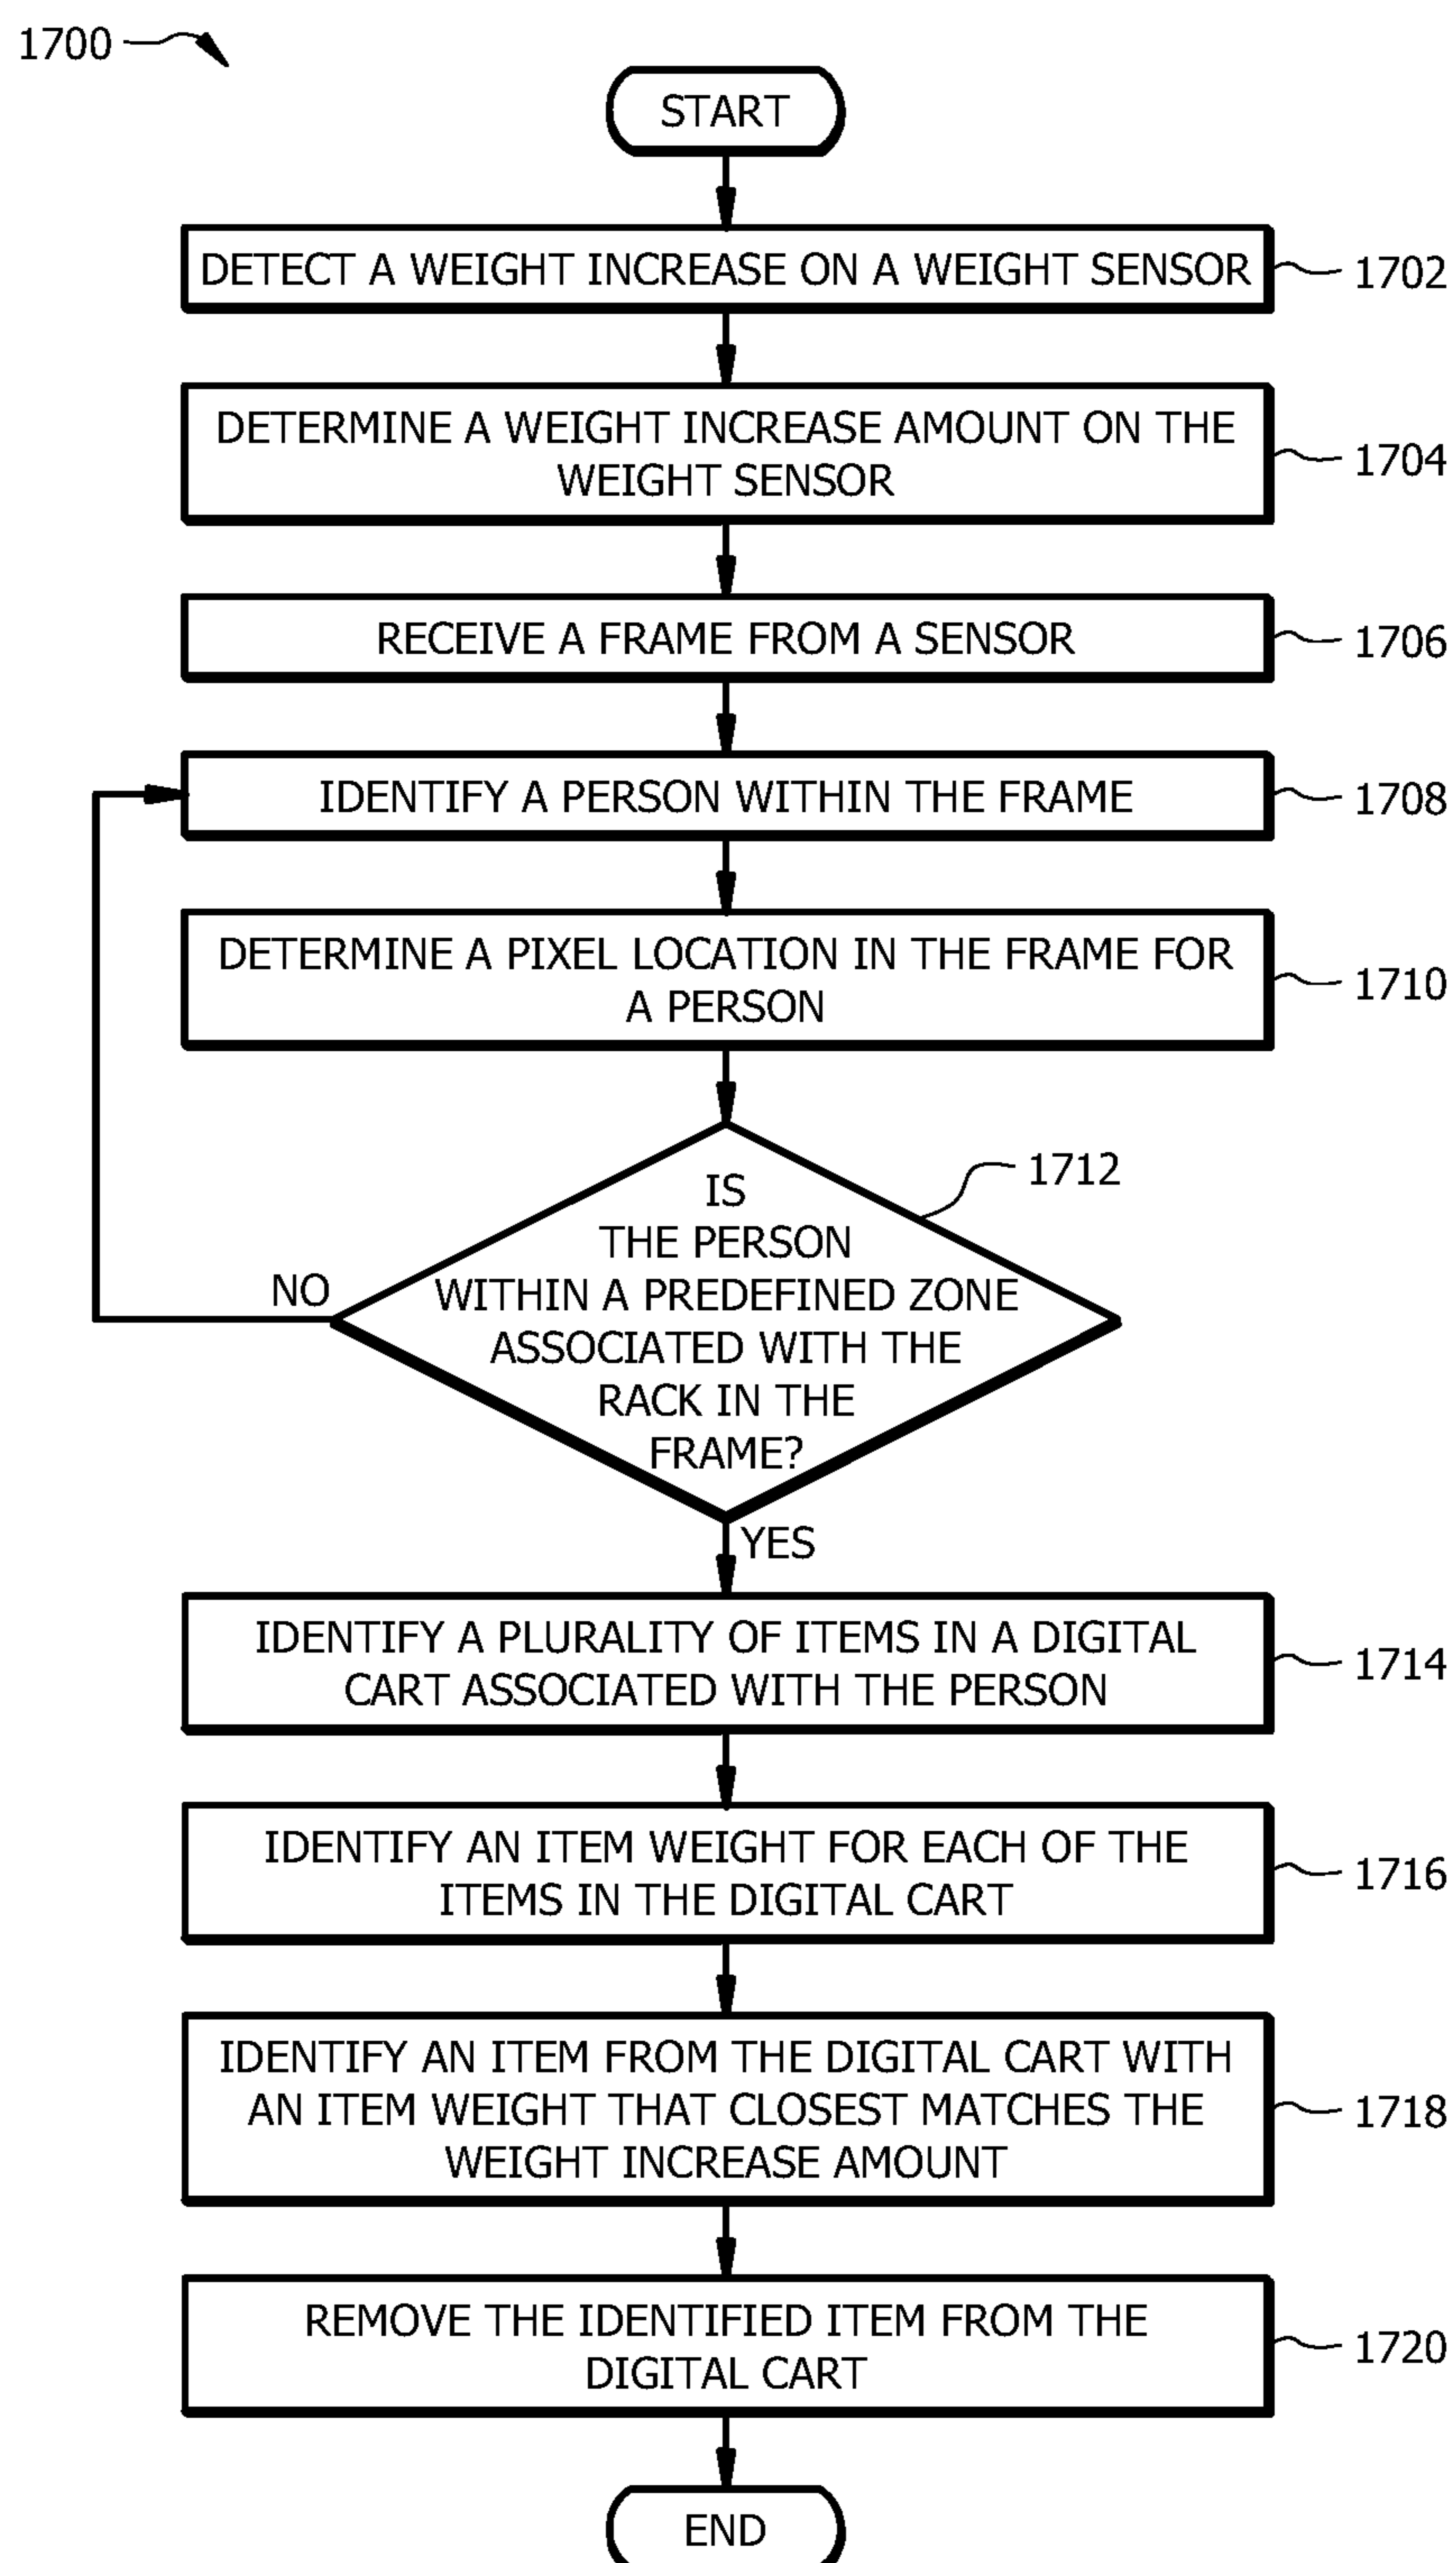 1700
START
DETECT A WEIGHT INCREASE ON A WEIGHT SENSOR
1702
DETERMINE A WEIGHT INCREASE AMOUNT ON THE
WEIGHT SENSOR
1704
RECEIVE A FRAME FROM A SENSOR
1706
IDENTIFY A PERSON WITHIN THE FRAME
1708
DETERMINE A PIXEL LOCATION IN THE FRAME FOR
A PERSON
1710
1712
IS
THE PERSON
WITHIN A PREDEFINED ZONE
ASSOCIATED WITH THE
RACK IN THE
FRAME?
NO
YES
IDENTIFY A PLURALITY OF ITEMS IN A DIGITAL
CART ASSOCIATED WITH THE PERSON
1714
IDENTIFY AN ITEM WEIGHT FOR EACH OF THE
ITEMS IN THE DIGITAL CART
1716
IDENTIFY AN ITEM FROM THE DIGITAL CART WITH
AN ITEM WEIGHT THAT CLOSEST MATCHES THE
WEIGHT INCREASE AMOUNT
1718
REMOVE THE IDENTIFIED ITEM FROM THE
DIGITAL CART
1720
END